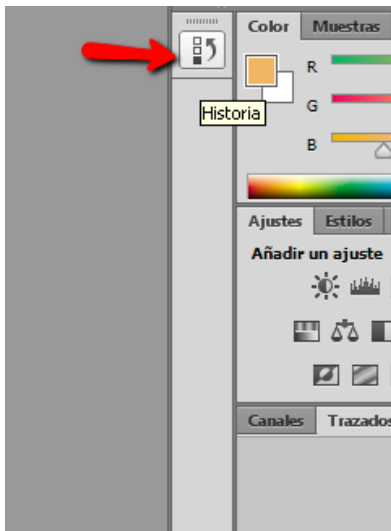 Color Muestras
R
G
Historia
B
Ajustes Estilos
Añadir un ajuste
Canales Trazados